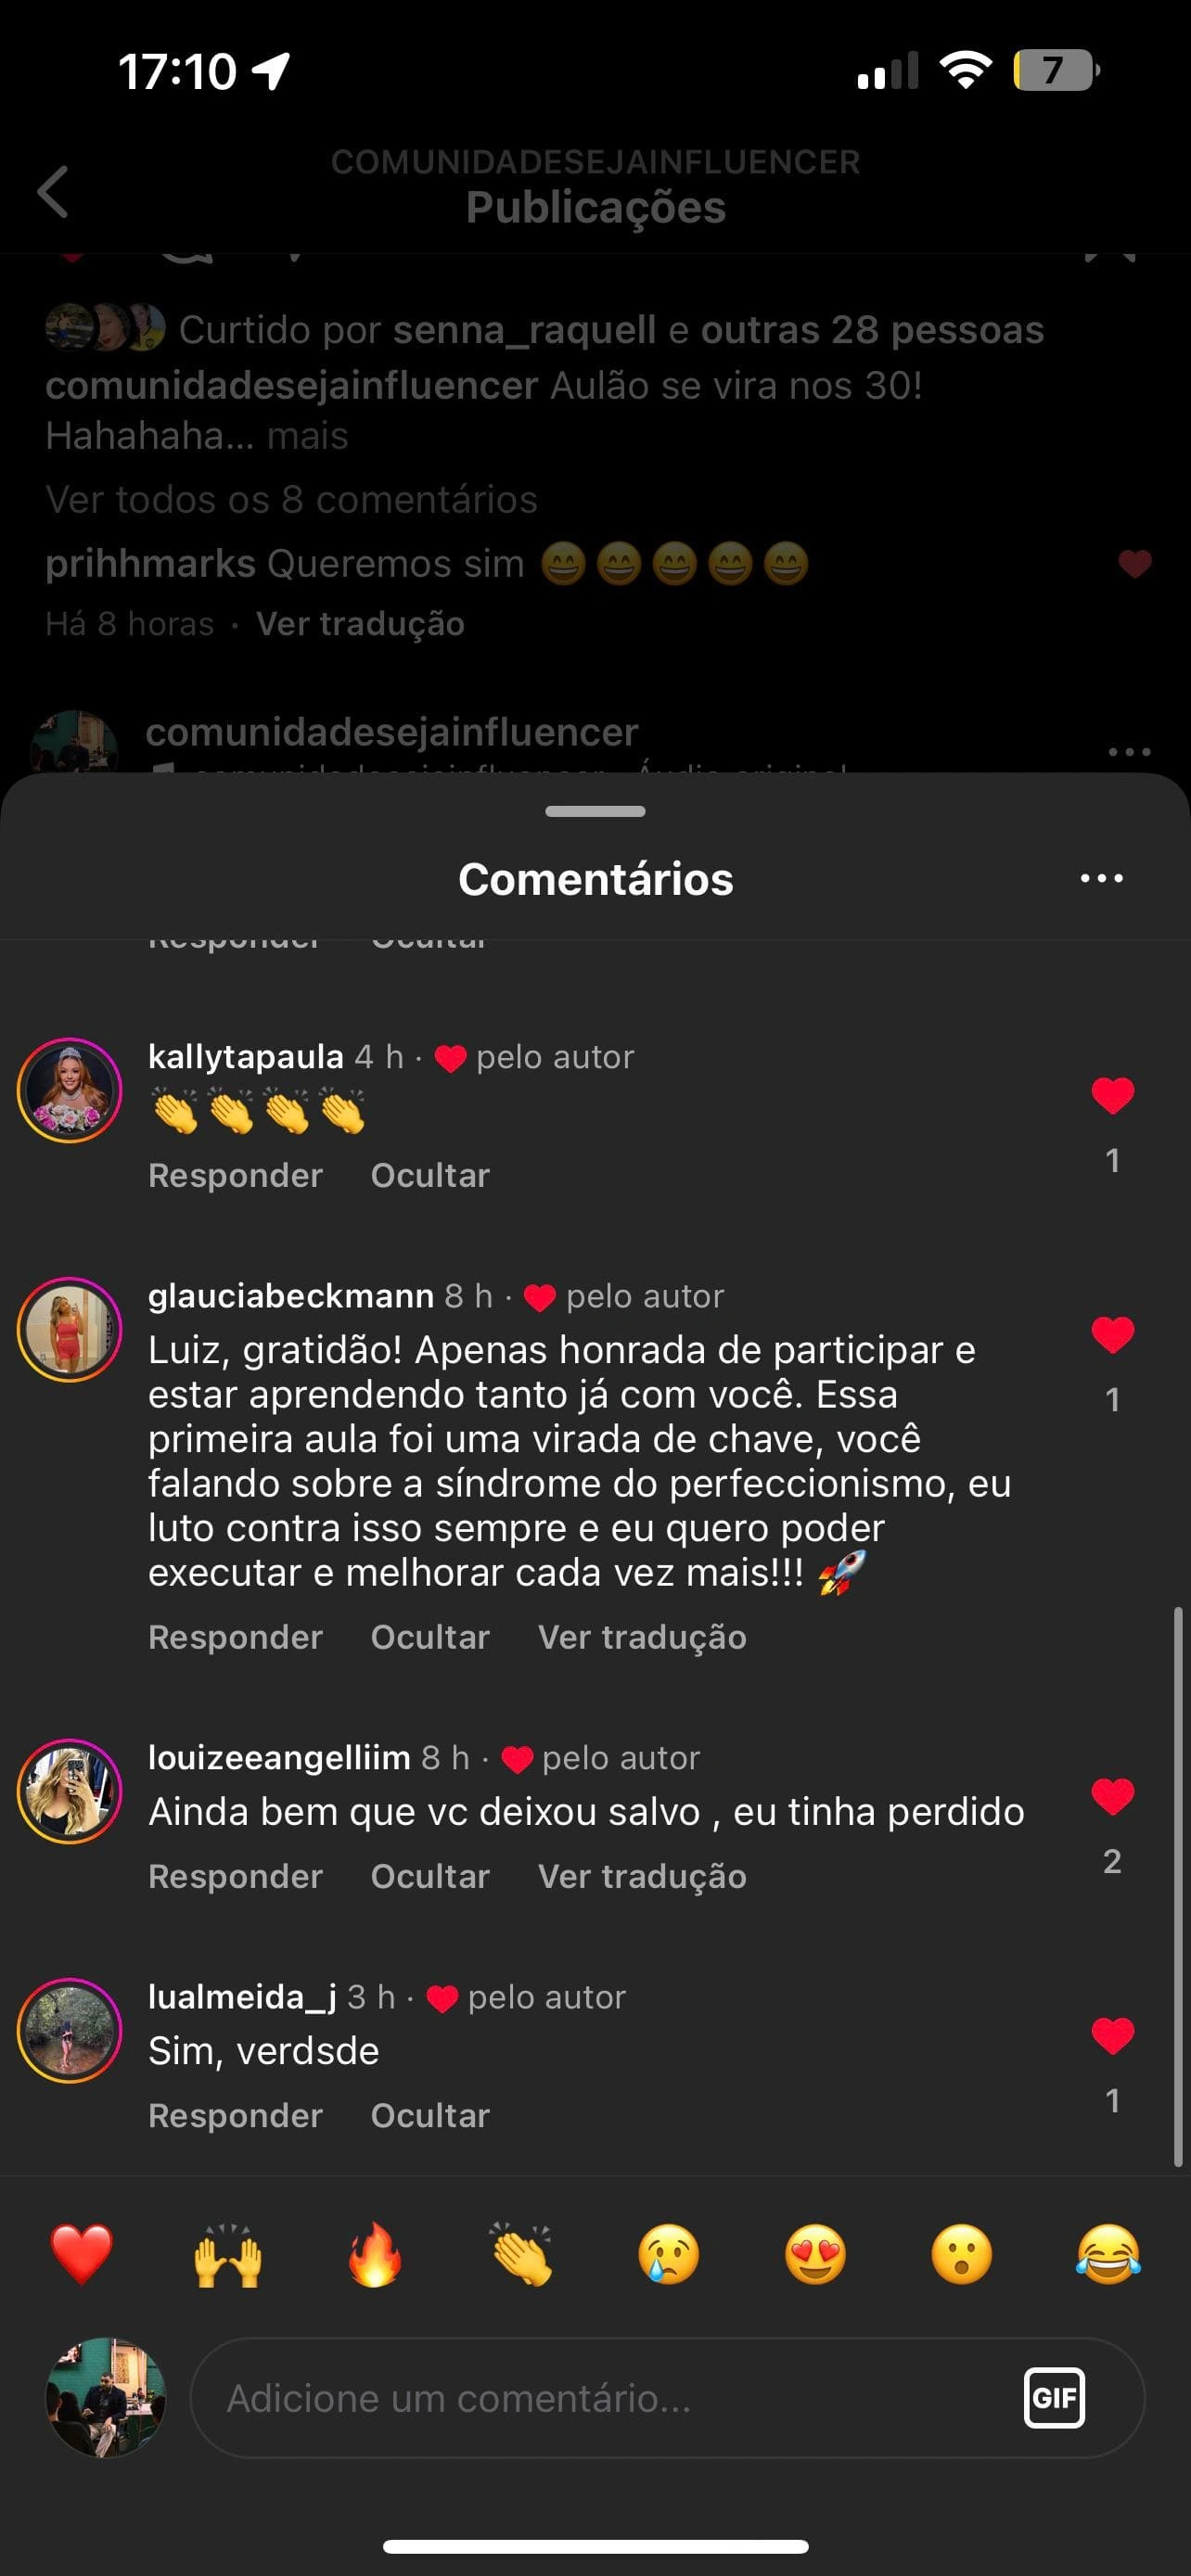 17:10
7
COMUNIDADESEJAINFLUENCER
Publicações
Curtido por senna_raquell e outras 28 pessoas
comunidadesejainfluencer Aulão se vira nos 30!
Hahahaha... mais
Ver todos os 8 comentários
prihhmarks Queremos sim 😄😄😄😄😄
Há 8 horas · Ver tradução
comunidadesejainfluencer
comunidadesejainfluencer · Áudio original
Comentários
Responder Ocultar
kallytapaula 4 h · ❤️ pelo autor
👏👏👏👏
1
Responder Ocultar
glauciabeckmann 8 h · ❤️ pelo autor
Luiz, gratidão! Apenas honrada de participar e
1
estar aprendendo tanto já com você. Essa
primeira aula foi uma virada de chave, você
falando sobre a síndrome do perfeccionismo, eu
luto contra isso sempre e eu quero poder
executar e melhorar cada vez mais!!! 🚀
Responder Ocultar Ver tradução
louizeeangelliim 8 h · ❤️ pelo autor
Ainda bem que vc deixou salvo , eu tinha perdido
2
Responder Ocultar Ver tradução
lualmeida_j 3 h · ❤️ pelo autor
Sim, verdsde
1
Responder Ocultar
❤️ 🙌 🔥 👏 😢 😍 😮 😂
Adicione um comentário...
GIF